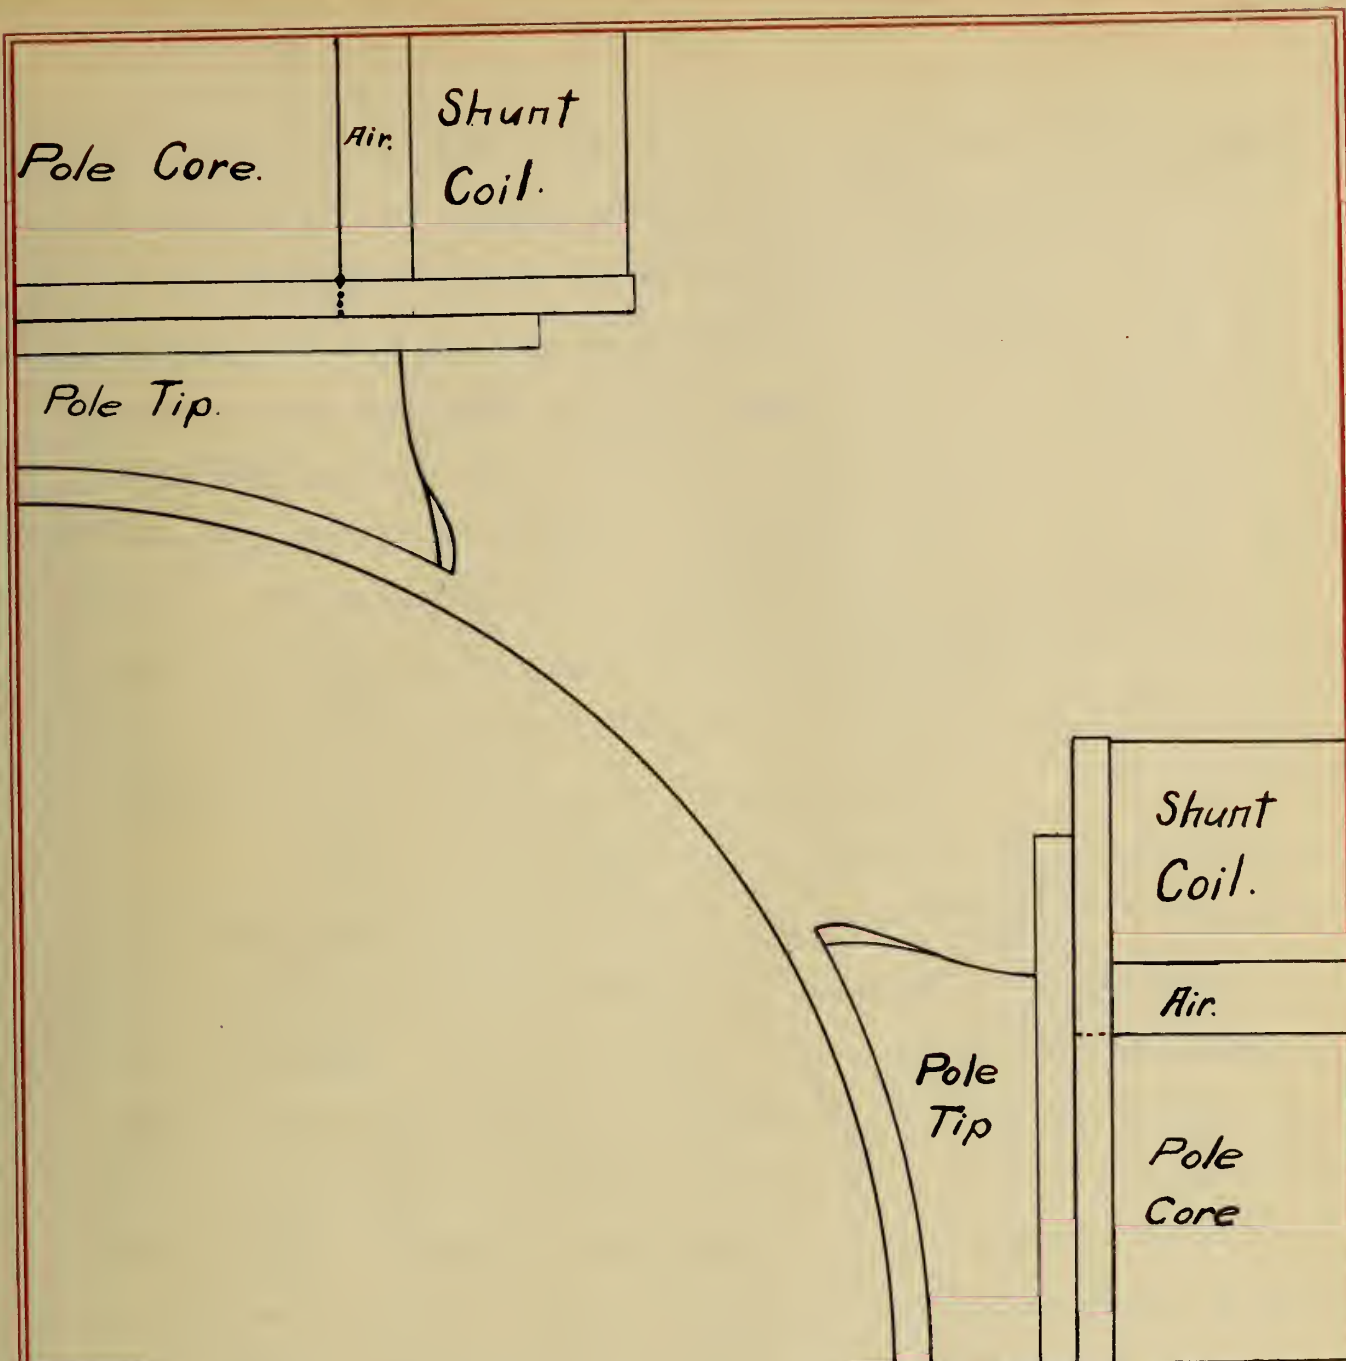 Pole Core.
Air.
Shunt
Coil.
Pole Tip.
Shunt
Coil.
Air.
Pole
Tip
Pole
Core